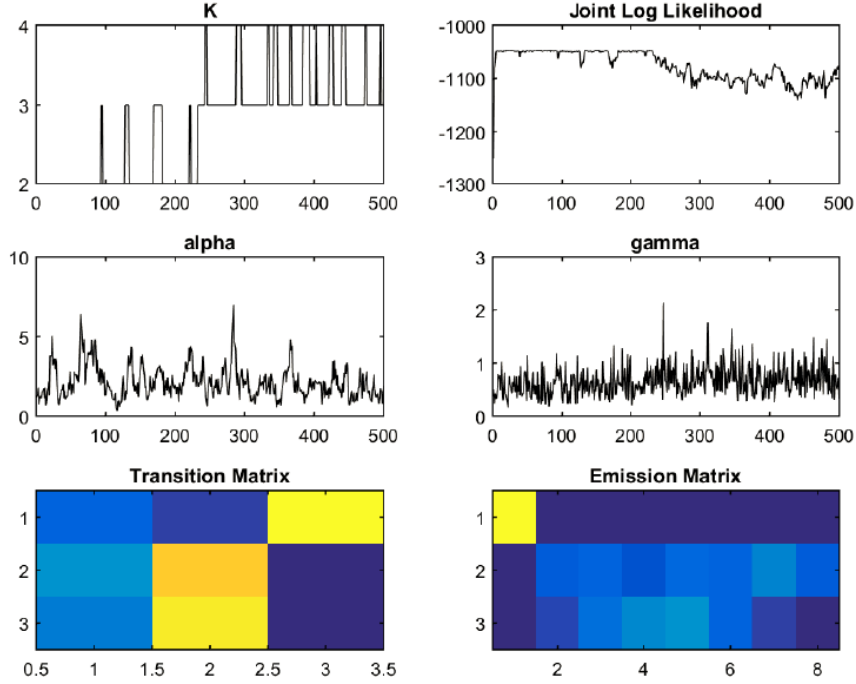 K
Joint Log Likelihood
4
3
2
0 100 200 300 400 500
-1000
-1100
-1200
-1300
0 100 200 300 400 500
alpha
gamma
10
5
0
0 100 200 300 400 500
3
2
1
0
0 100 200 300 400 500
Transition Matrix
Emission Matrix
1
2
3
0.5 1 1.5 2 2.5 3 3.5
1
2
3
2 4 6 8